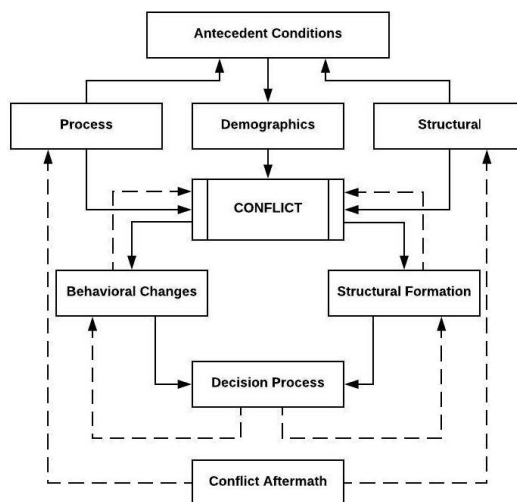 Antecedent Conditions
Process
Demographics
Structural
CONFLICT
Behavioral Changes
Structural Formation
Decision Process
Conflict Aftermath